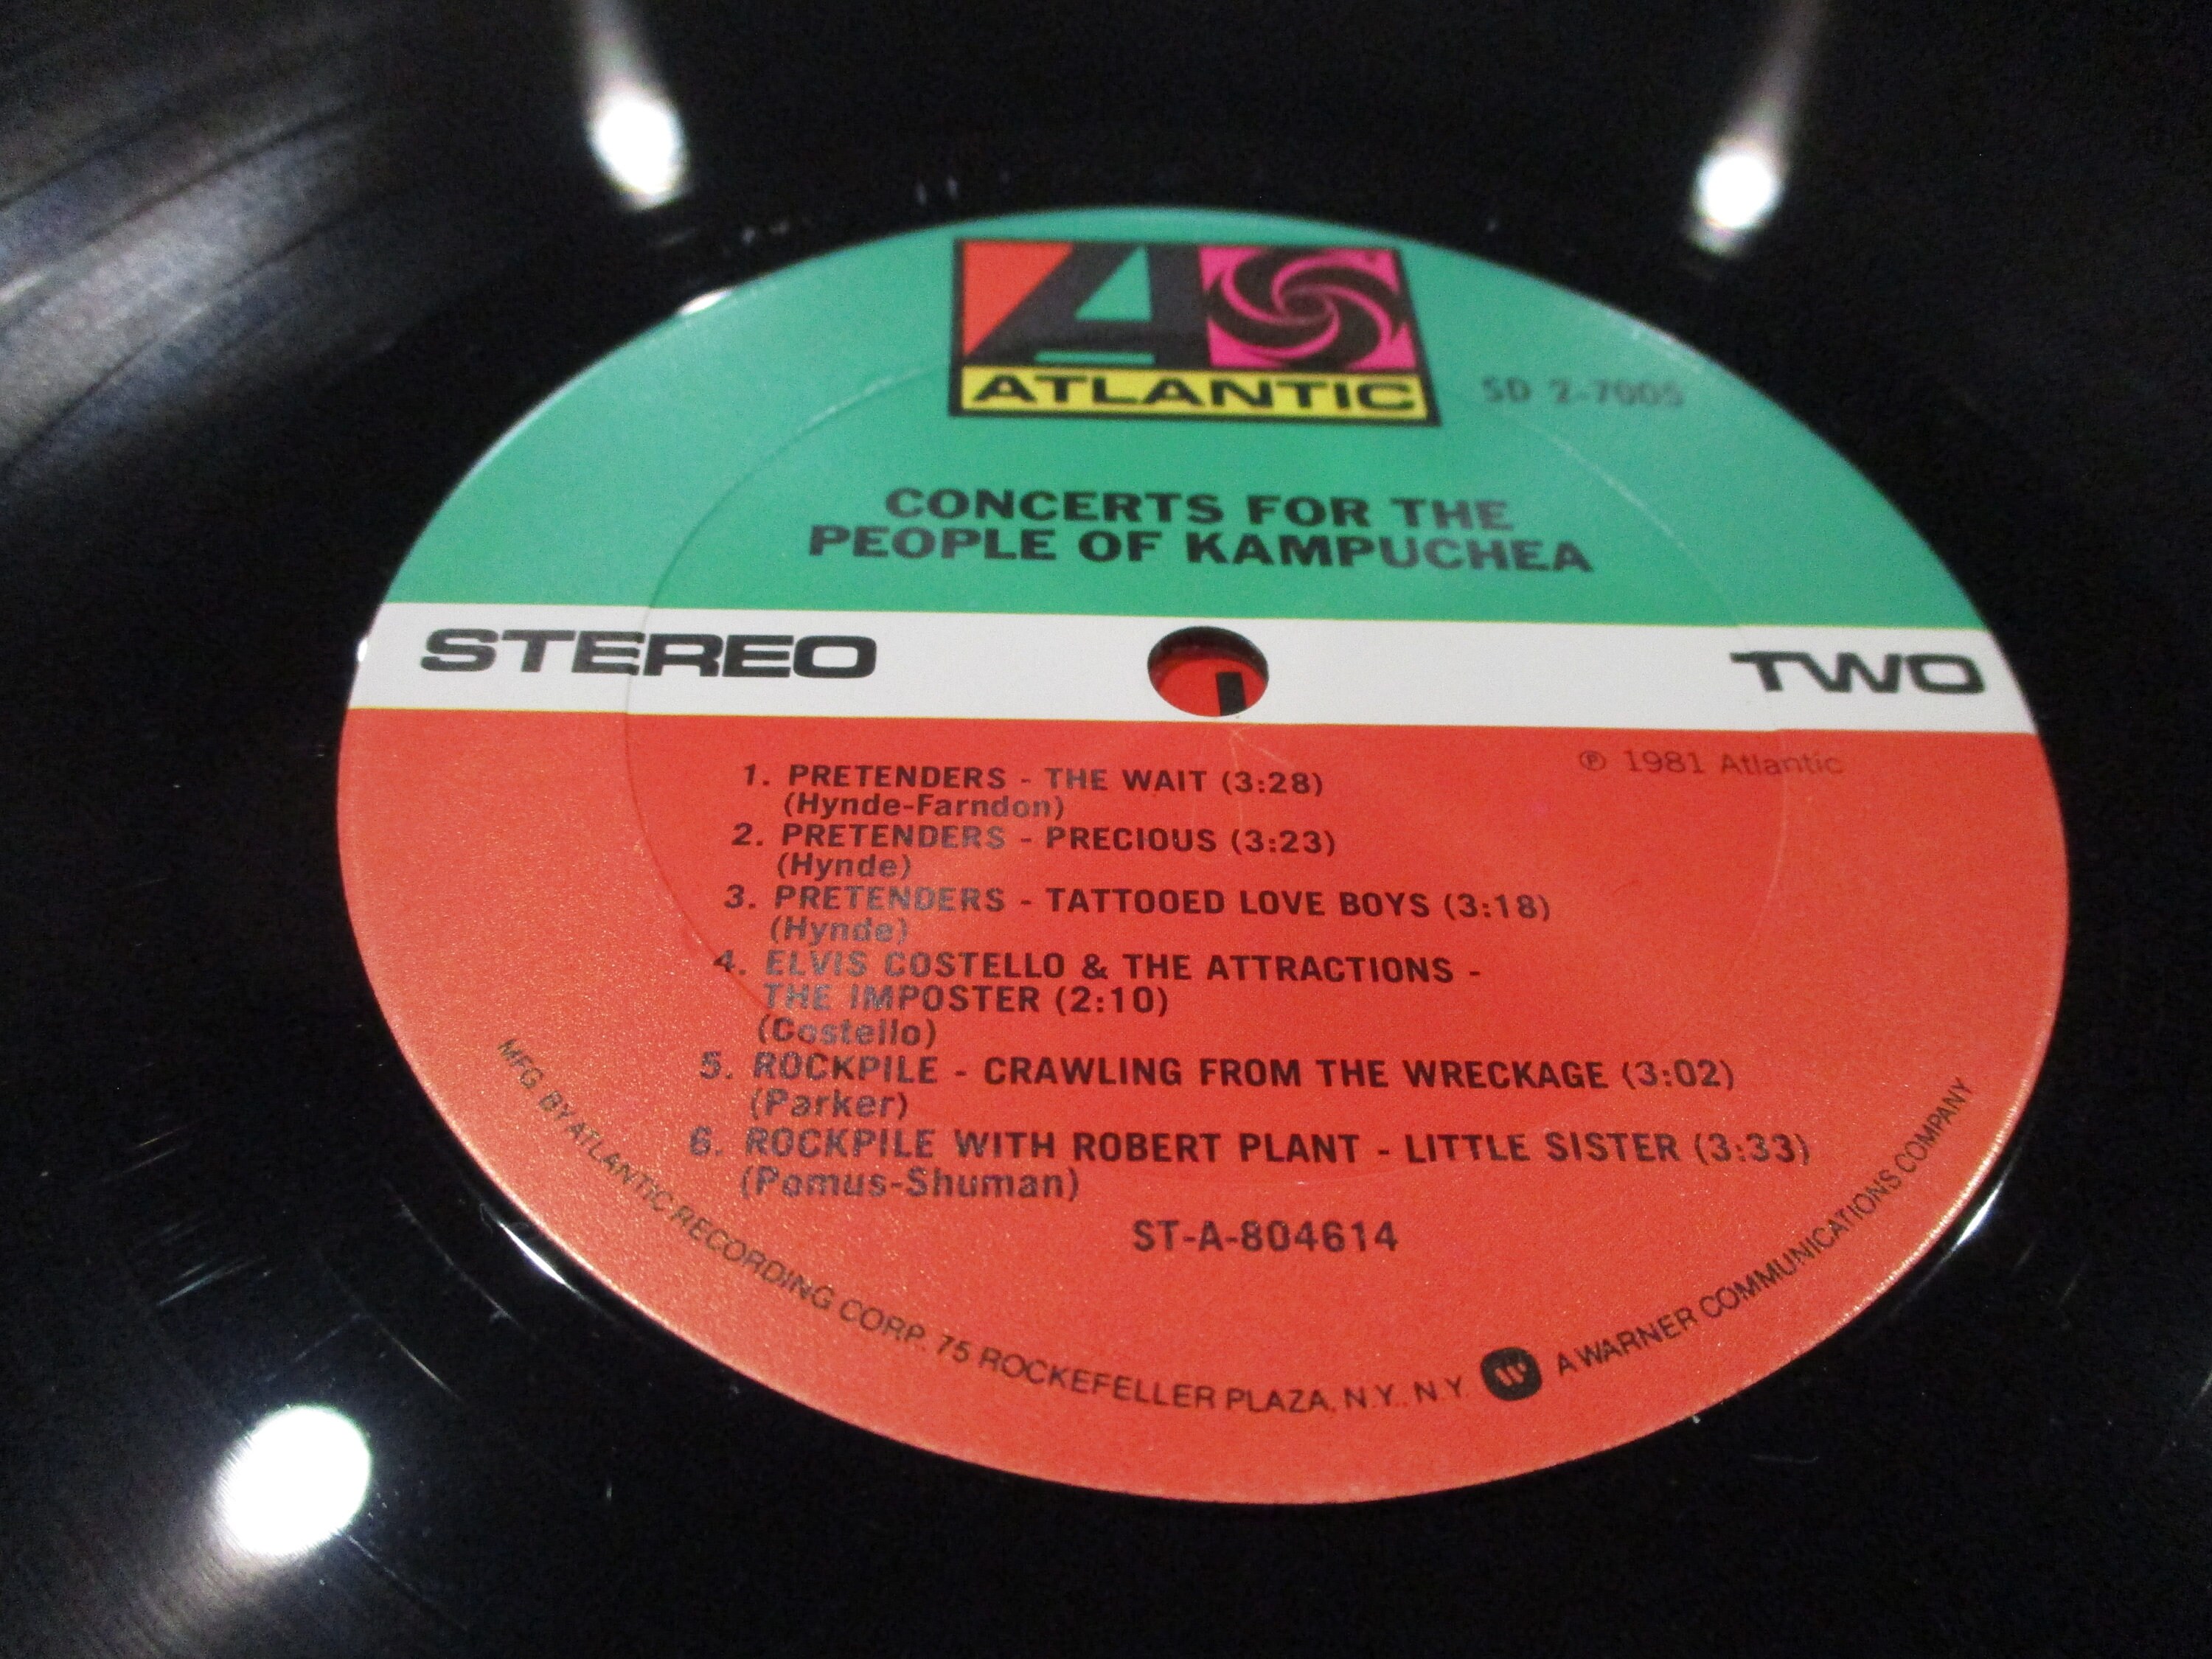 ATLANTIC
SD 2-7005
CONCERTS FOR THE
PEOPLE OF KAMPUCHEA
STEREO
TWO
℗ 1981 Atlantic
1. PRETENDERS - THE WAIT (3:28)
(Hynde-Farndon)
2. PRETENDERS - PRECIOUS (3:23)
(Hynde)
3. PRETENDERS - TATTOOED LOVE BOYS (3:18)
(Hynde)
4. ELVIS COSTELLO & THE ATTRACTIONS -
THE IMPOSTER (2:10)
(Costello)
5. ROCKPILE - CRAWLING FROM THE WRECKAGE (3:02)
(Parker)
6. ROCKPILE WITH ROBERT PLANT - LITTLE SISTER (3:33)
(Pomus-Shuman)
ST-A-804614
MFG. BY ATLANTIC RECORDING CORP. 75 ROCKEFELLER PLAZA, N.Y., N.Y. W A WARNER COMMUNICATIONS COMPANY